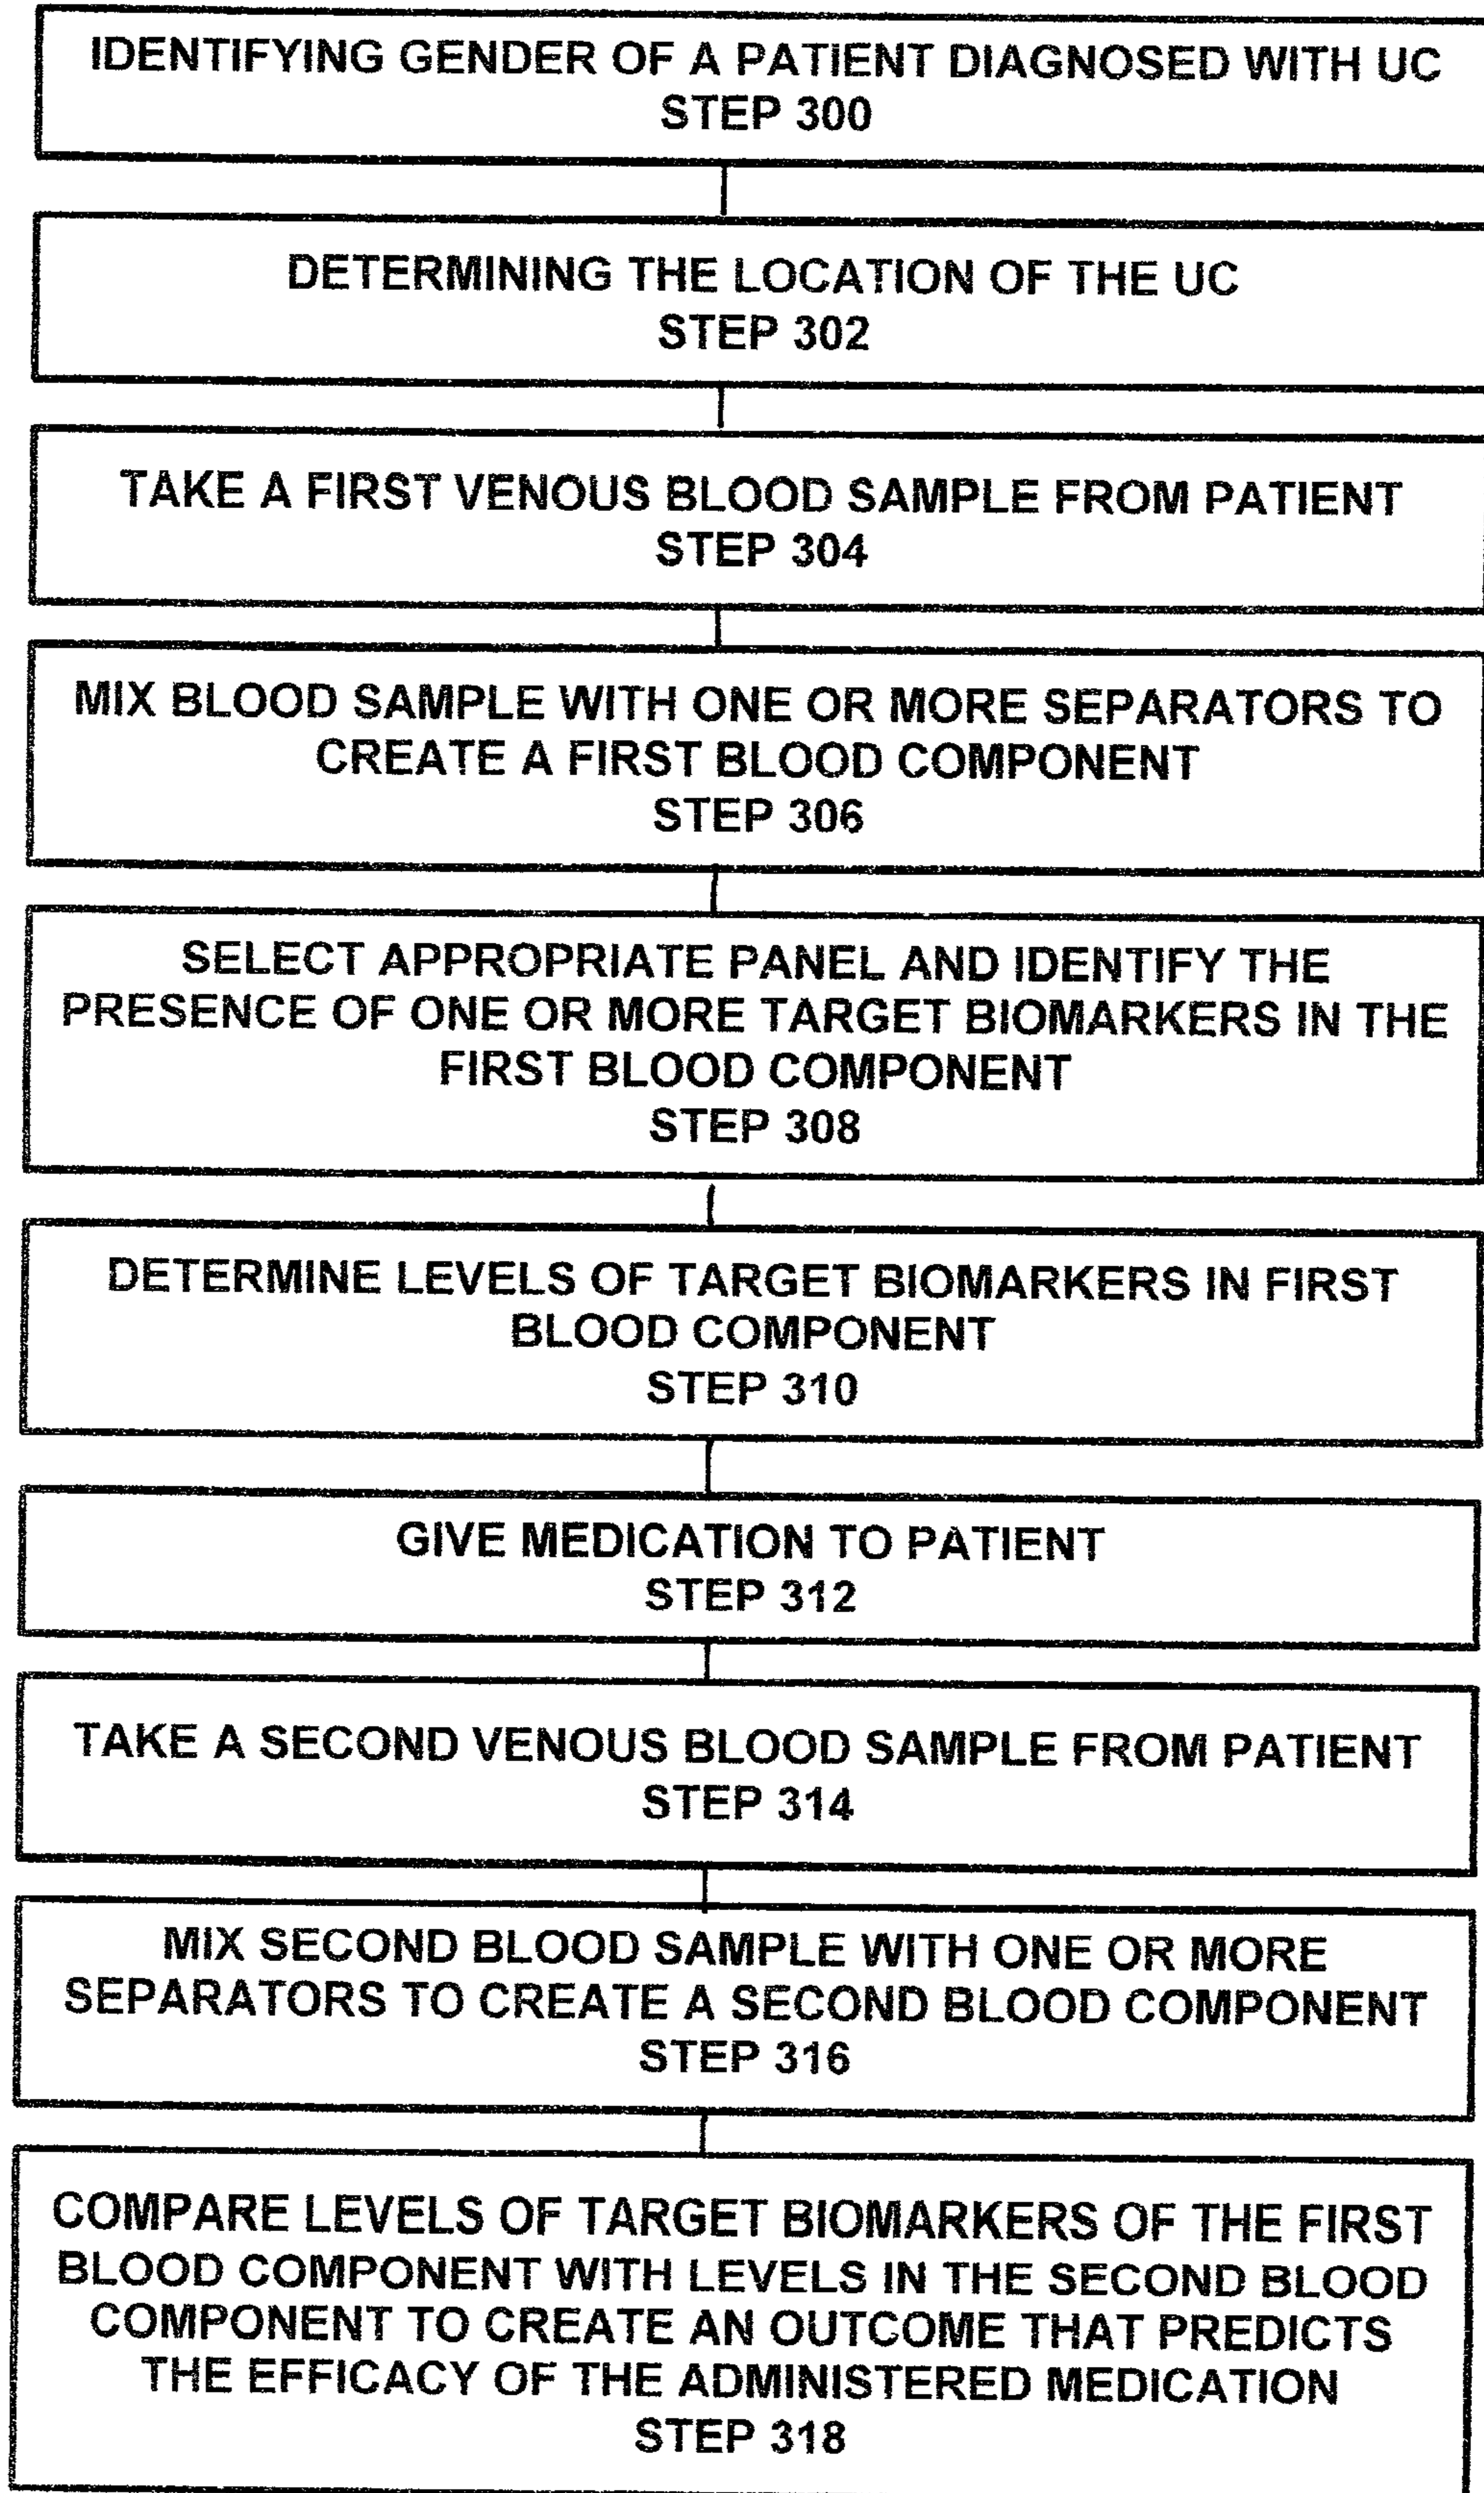 IDENTIFYING GENDER OF A PATIENT DIAGNOSED WITH UC
STEP 300
DETERMINING THE LOCATION OF THE UC
STEP 302
TAKE A FIRST VENOUS BLOOD SAMPLE FROM PATIENT
STEP 304
MIX BLOOD SAMPLE WITH ONE OR MORE SEPARATORS TO
CREATE A FIRST BLOOD COMPONENT
STEP 306
SELECT APPROPRIATE PANEL AND IDENTIFY THE
PRESENCE OF ONE OR MORE TARGET BIOMARKERS IN THE
FIRST BLOOD COMPONENT
STEP 308
DETERMINE LEVELS OF TARGET BIOMARKERS IN FIRST
BLOOD COMPONENT
STEP 310
GIVE MEDICATION TO PATIENT
STEP 312
TAKE A SECOND VENOUS BLOOD SAMPLE FROM PATIENT
STEP 314
MIX SECOND BLOOD SAMPLE WITH ONE OR MORE
SEPARATORS TO CREATE A SECOND BLOOD COMPONENT
STEP 316
COMPARE LEVELS OF TARGET BIOMARKERS OF THE FIRST
BLOOD COMPONENT WITH LEVELS IN THE SECOND BLOOD
COMPONENT TO CREATE AN OUTCOME THAT PREDICTS
THE EFFICACY OF THE ADMINISTERED MEDICATION
STEP 318